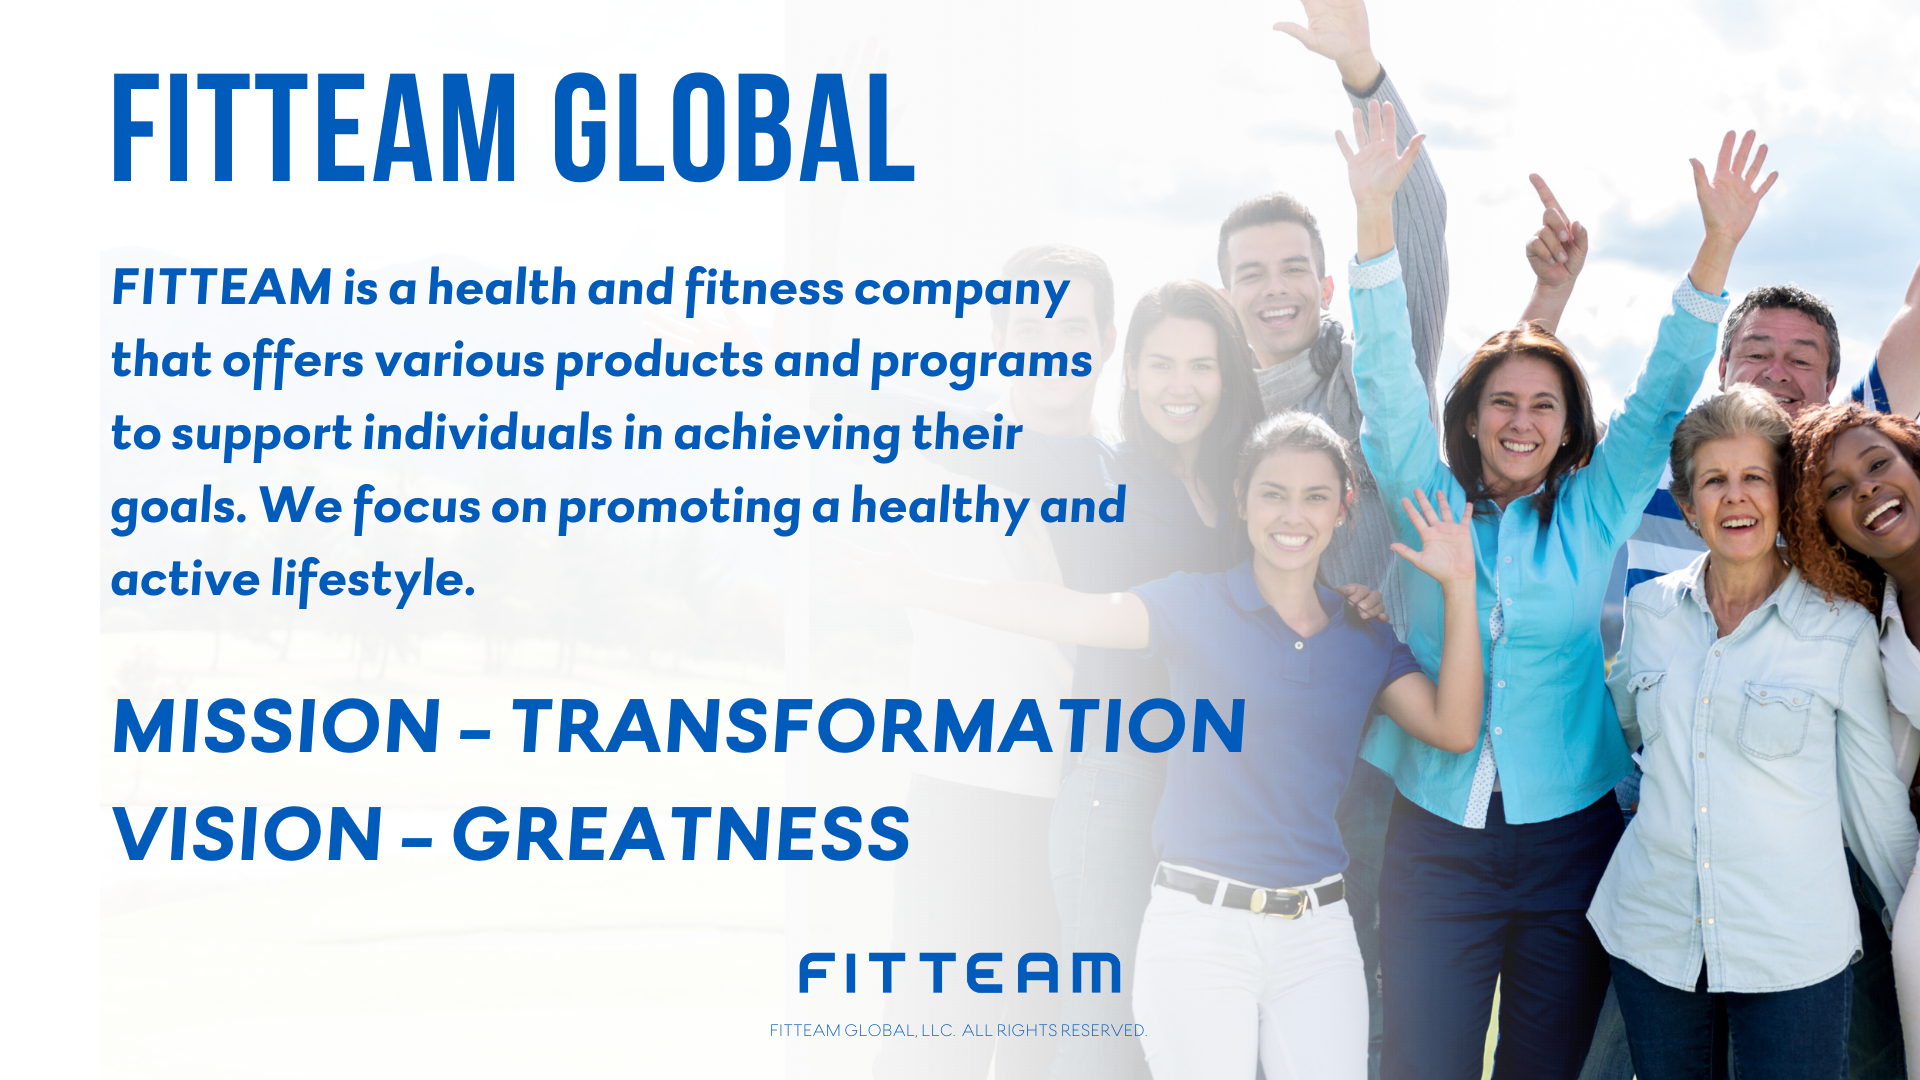 FITTEAM GLOBAL
FITTEAM is a health and fitness company
that offers various products and programs
to support individuals in achieving their
goals. We focus on promoting a healthy and
active lifestyle.
MISSION – TRANSFORMATION
VISION – GREATNESS
FITTEAM
FITTEAM GLOBAL, LLC. ALL RIGHTS RESERVED.